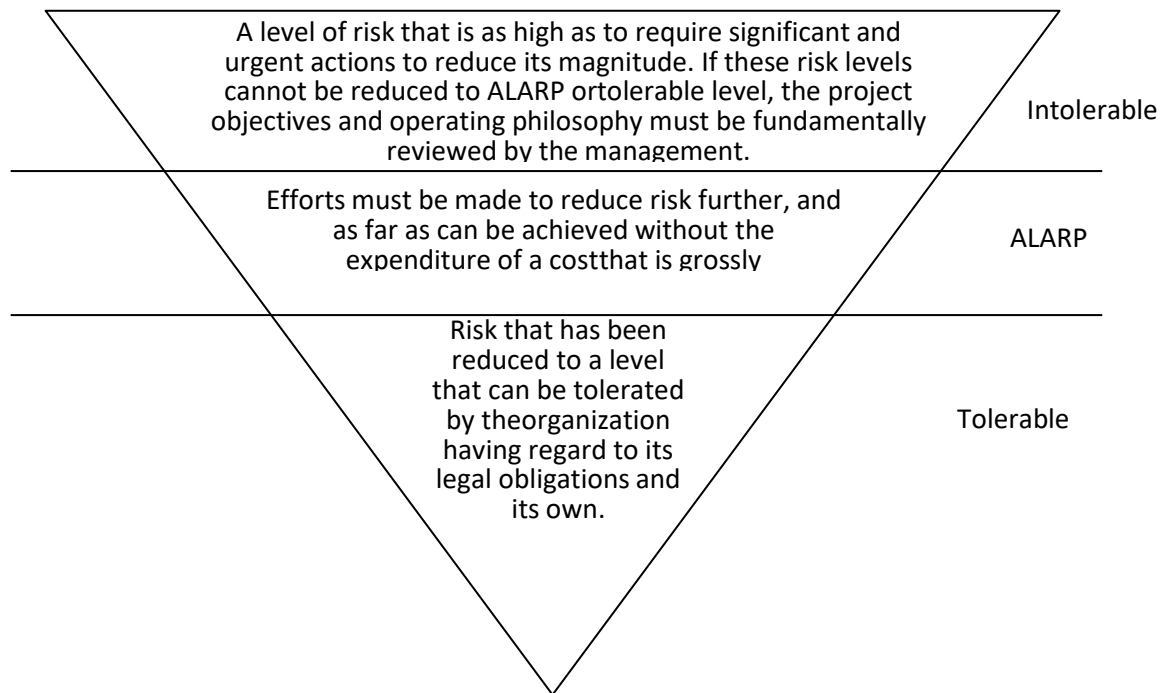 A level of risk that is as high as to require significant and
urgent actions to reduce its magnitude. If these risk levels
cannot be reduced to ALARP ortolerable level, the project
objectives and operating philosophy must be fundamentally
reviewed by the management.
Intolerable
Efforts must be made to reduce risk further, and
as far as can be achieved without the
expenditure of a costthat is grossly
ALARP
Risk that has been
reduced to a level
that can be tolerated
by theorganization
having regard to its
legal obligations and
its own.
Tolerable